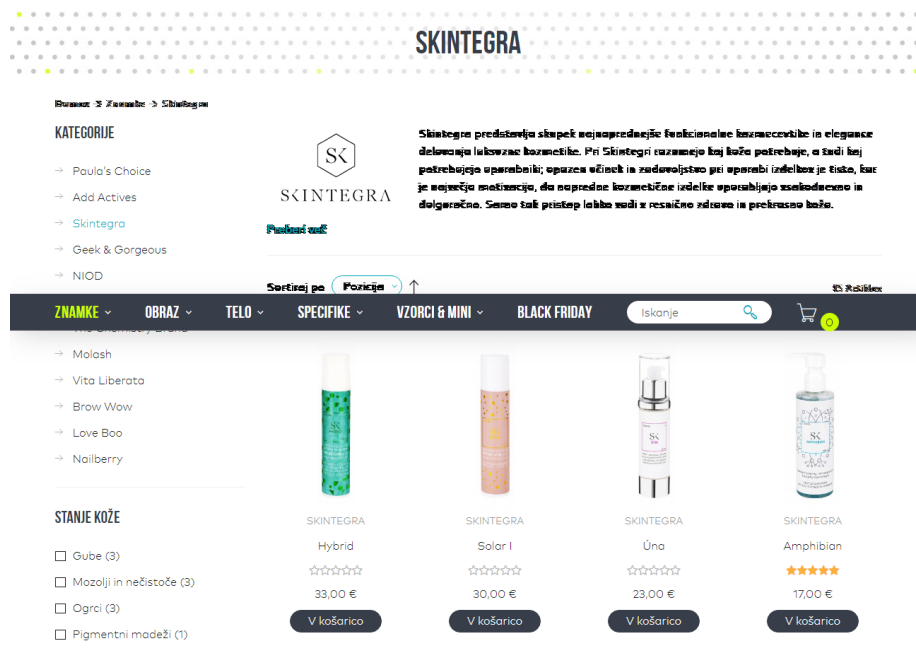 SKINTEGRA
Domov → Znamke → Skintegra
KATEGORIJE
→ Paula's Choice
→ Add Actives
→ Skintegra
→ Geek & Gorgeous
→ NIOD
SK
SKINTEGRA
Skintegra predstavlja skupek najnaprednejše funkcionalne kozmecevtike in elegance
delovanja luksuzne kozmetike. Pri Skintegri razumejo kaj koža potrebuje, a tudi kaj
potrebujejo uporabniki; opazen učinek in zadovoljstvo pri uporabi izdelkov je tisto, kar
je največja motivacija, da napredne kozmetične izdelke uporabljajo vsakodnevno in
dolgoročno. Samo tak pristop lahko vodi v resnično zdravo in prekrasno kožo.
Preberi več
Sortiraj po Pozicija
Izdelkov
ZNAMKE OBRAZ TELO SPECIFIKE VZORCI & MINI BLACK FRIDAY Iskanje 0
→ Molash
→ Vita Liberata
→ Brow Wow
→ Love Boo
→ Nailberry
STANJE KOŽE
Gube (3)
Mozolji in nečistoče (3)
Ogrci (3)
Pigmentni madeži (1)
SKINTEGRA SKINTEGRA SKINTEGRA SKINTEGRA
Hybrid Solar I Úna Amphibian
33,00 € 30,00 € 23,00 € 17,00 €
V košarico V košarico V košarico V košarico